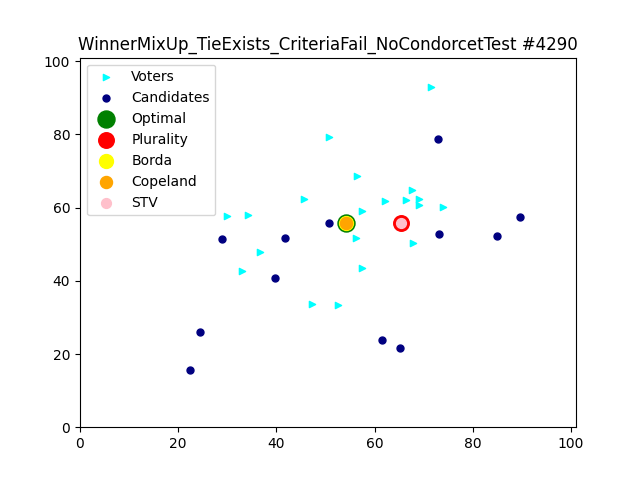 WinnerMixUp_TieExists_CriteriaFail_NoCondorcetTest #4290
Voters
Candidates
Optimal
Plurality
Borda
Copeland
STV
100
80
60
40
20
0
0 20 40 60 80 100